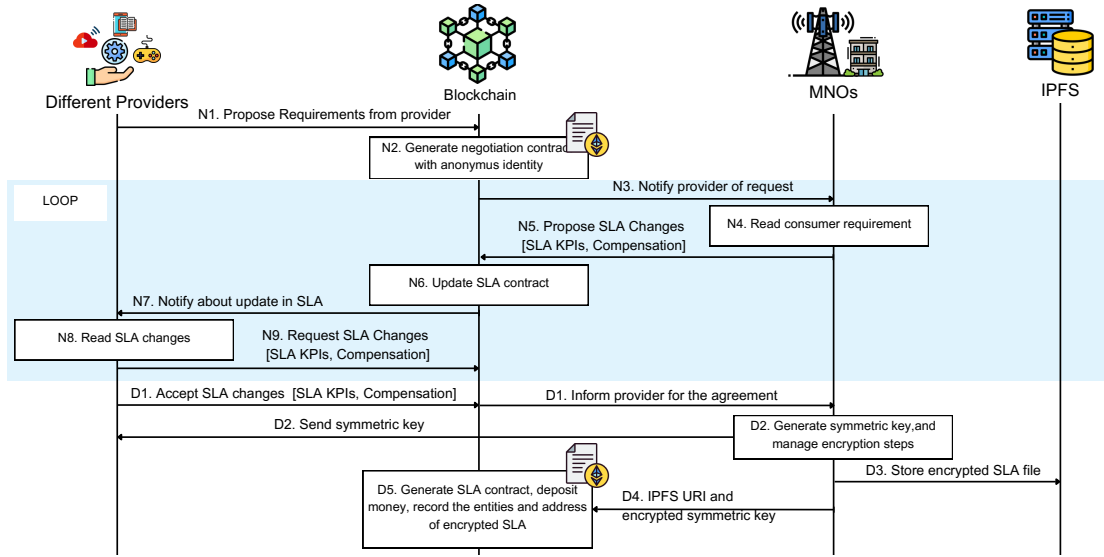 Different Providers
Blockchain
MNOs
IPFS
N1. Propose Requirements from provider
N2. Generate negotiation contract
with anonymus identity
LOOP
N3. Notify provider of request
N4. Read consumer requirement
N5. Propose SLA Changes
[SLA KPIs, Compensation]
N6. Update SLA contract
N7. Notify about update in SLA
N8. Read SLA changes
N9. Request SLA Changes
[SLA KPIs, Compensation]
D1. Accept SLA changes [SLA KPIs, Compensation]
D1. Inform provider for the agreement
D2. Send symmetric key
D2. Generate symmetric key,and
manage encryption steps
D3. Store encrypted SLA file
D5. Generate SLA contract, deposit
money, record the entities and address
of encrypted SLA
D4. IPFS URI and
encrypted symmetric key